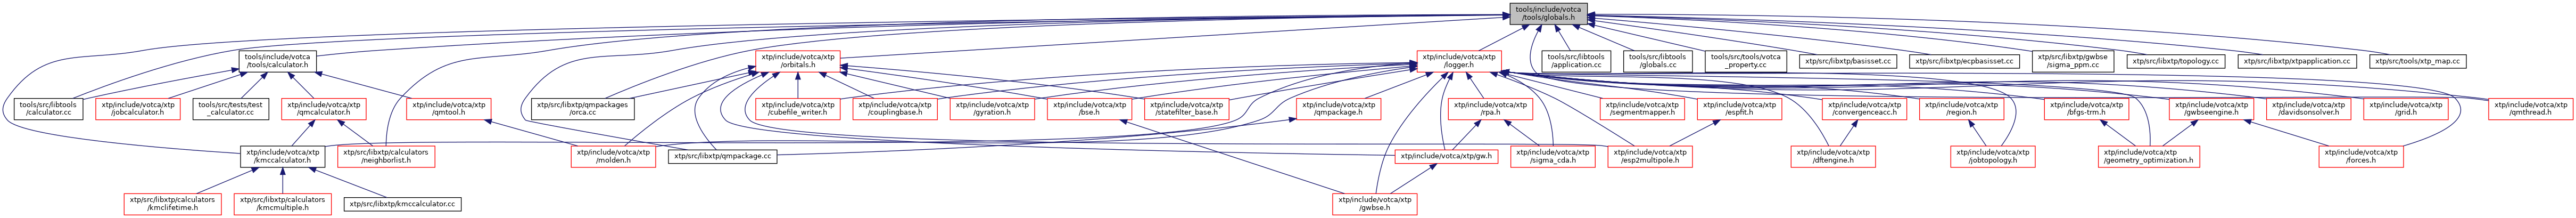 tools/include/votca
/tools/globals.h
tools/include/votca
/tools/calculator.h
xtp/include/votca/xtp
/orbitals.h
xtp/include/votca/xtp
/logger.h
tools/src/libtools
/application.cc
tools/src/libtools
/globals.cc
tools/src/tools/votca
_property.cc
xtp/src/libxtp/basisset.cc
xtp/src/libxtp/ecpbasisset.cc
xtp/src/libxtp/gwbse
/sigma_ppm.cc
xtp/src/libxtp/topology.cc
xtp/src/libxtp/xtpapplication.cc
xtp/src/tools/xtp_map.cc
tools/src/libtools
/calculator.cc
xtp/include/votca/xtp
/jobcalculator.h
tools/src/tests/test
_calculator.cc
xtp/include/votca/xtp
/qmcalculator.h
xtp/include/votca/xtp
/qmtool.h
xtp/src/libxtp/qmpackages
/orca.cc
xtp/include/votca/xtp
/cubefile_writer.h
xtp/include/votca/xtp
/couplingbase.h
xtp/include/votca/xtp
/gyration.h
xtp/include/votca/xtp
/bse.h
xtp/include/votca/xtp
/statefilter_base.h
xtp/include/votca/xtp
/qmpackage.h
xtp/include/votca/xtp
/rpa.h
xtp/include/votca/xtp
/segmentmapper.h
xtp/include/votca/xtp
/espfit.h
xtp/include/votca/xtp
/convergenceacc.h
xtp/include/votca/xtp
/region.h
xtp/include/votca/xtp
/bfgs-trm.h
xtp/include/votca/xtp
/gwbseengine.h
xtp/include/votca/xtp
/davidsonsolver.h
xtp/include/votca/xtp
/grid.h
xtp/include/votca/xtp
/qmthread.h
xtp/include/votca/xtp
/kmccalculator.h
xtp/src/libxtp/calculators
/neighborlist.h
xtp/include/votca/xtp
/molden.h
xtp/src/libxtp/qmpackage.cc
xtp/include/votca/xtp/gw.h
xtp/include/votca/xtp
/sigma_cda.h
xtp/include/votca/xtp
/esp2multipole.h
xtp/include/votca/xtp
/dftengine.h
xtp/include/votca/xtp
/jobtopology.h
xtp/include/votca/xtp
/geometry_optimization.h
xtp/include/votca/xtp
/forces.h
xtp/src/libxtp/calculators
/kmclifetime.h
xtp/src/libxtp/calculators
/kmcmultiple.h
xtp/src/libxtp/kmccalculator.cc
xtp/include/votca/xtp
/gwbse.h